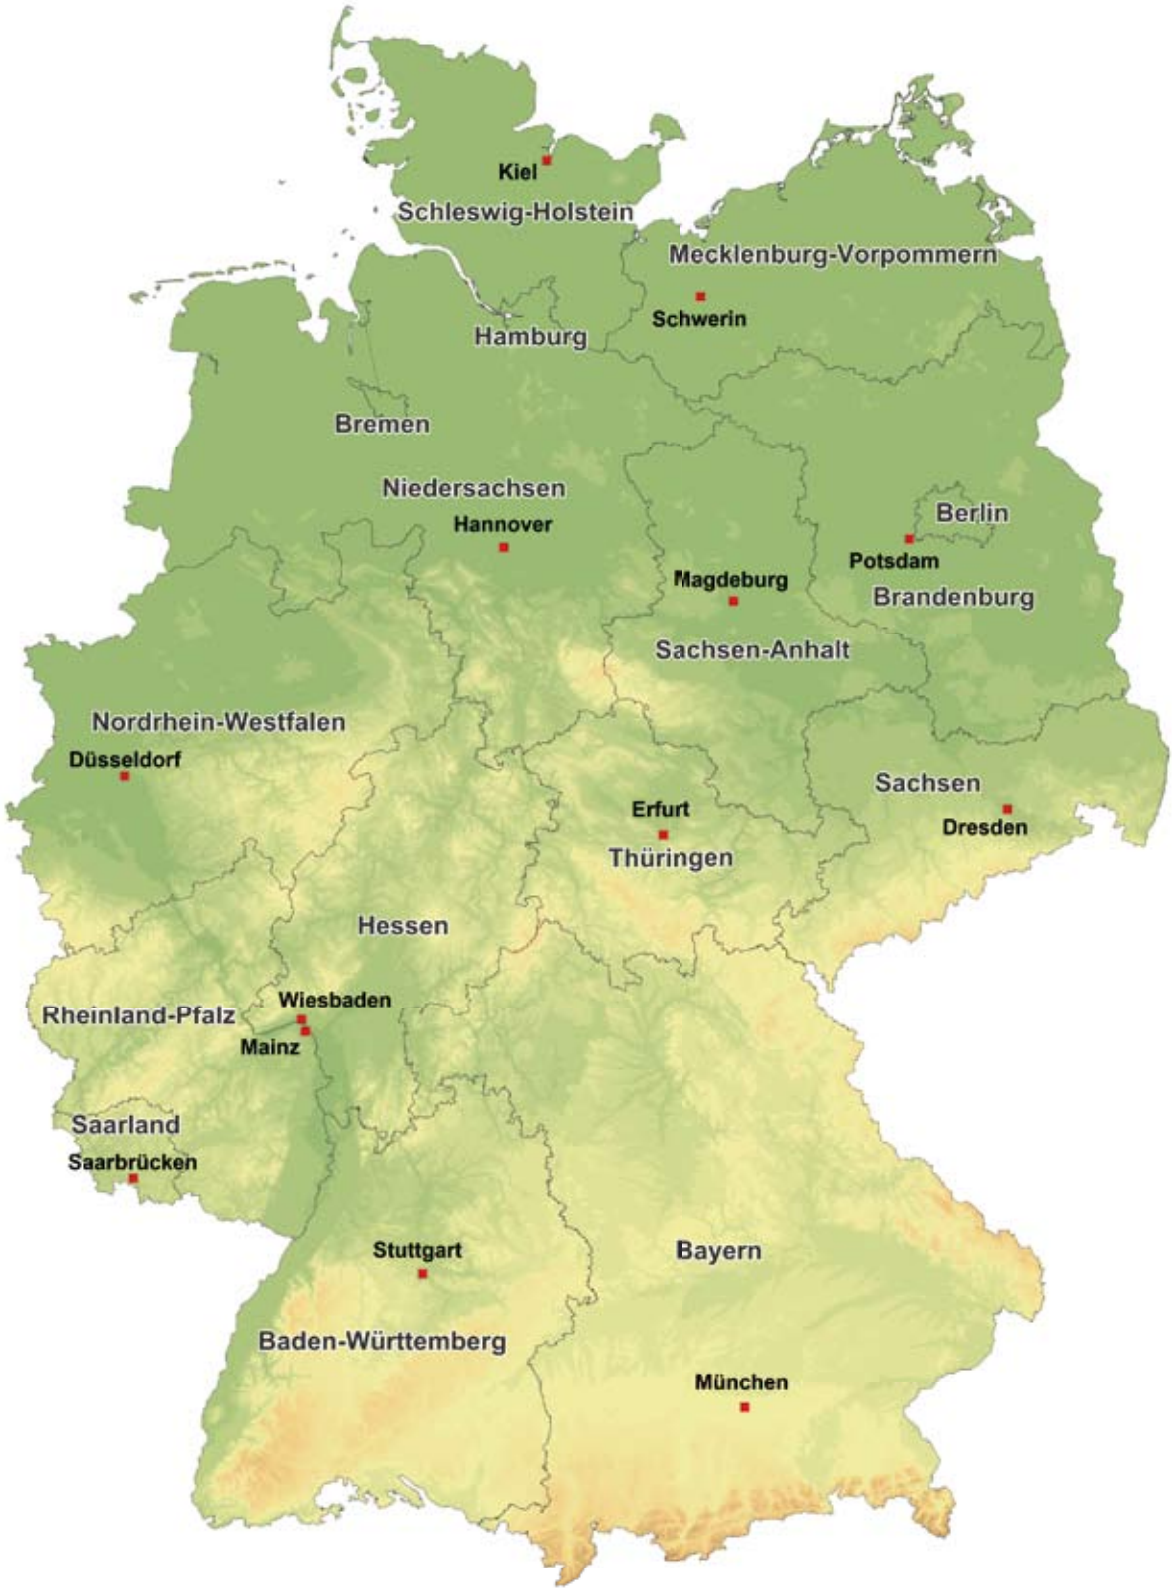 Kiel
Schleswig-Holstein
Mecklenburg-Vorpommern
Schwerin
Hamburg
Bremen
Niedersachsen
Hannover
Berlin
Potsdam
Magdeburg
Brandenburg
Sachsen-Anhalt
Nordrhein-Westfalen
Düsseldorf
Sachsen
Erfurt
Dresden
Thüringen
Hessen
Wiesbaden
Rheinland-Pfalz
Mainz
Saarland
Saarbrücken
Stuttgart
Bayern
Baden-Württemberg
München